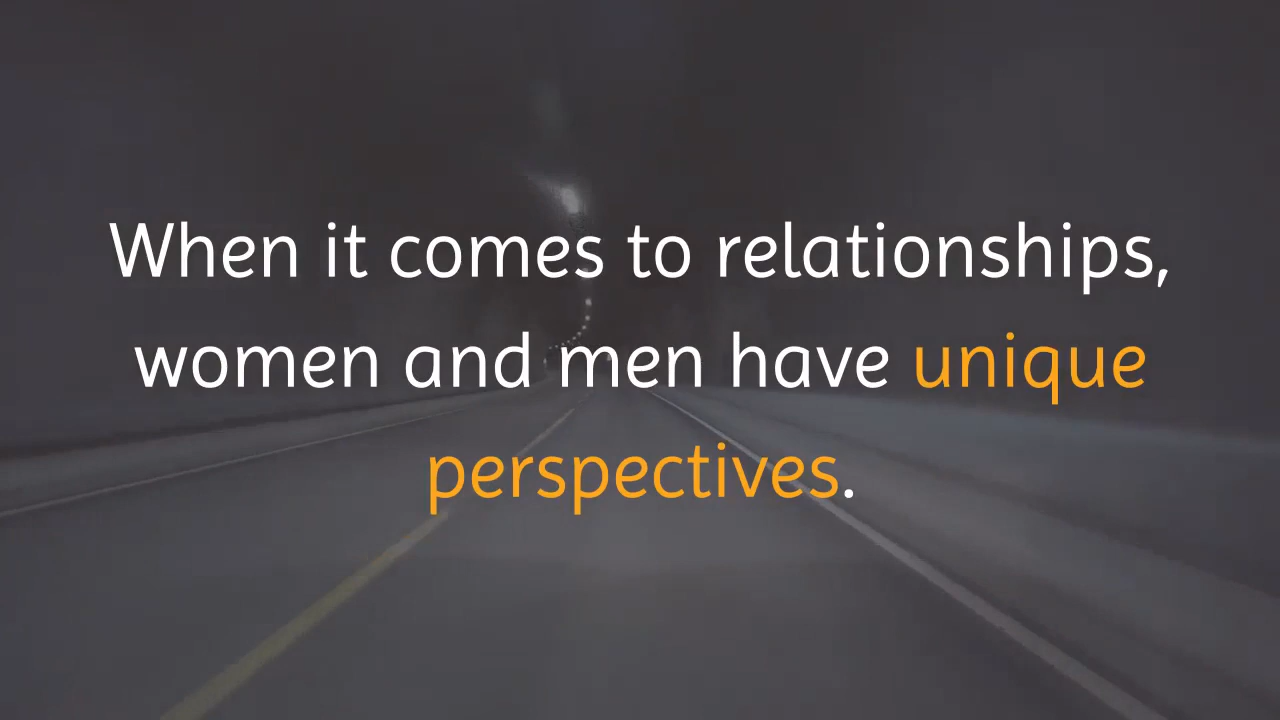 When it comes to relationships,
women and men have unique
perspectives.